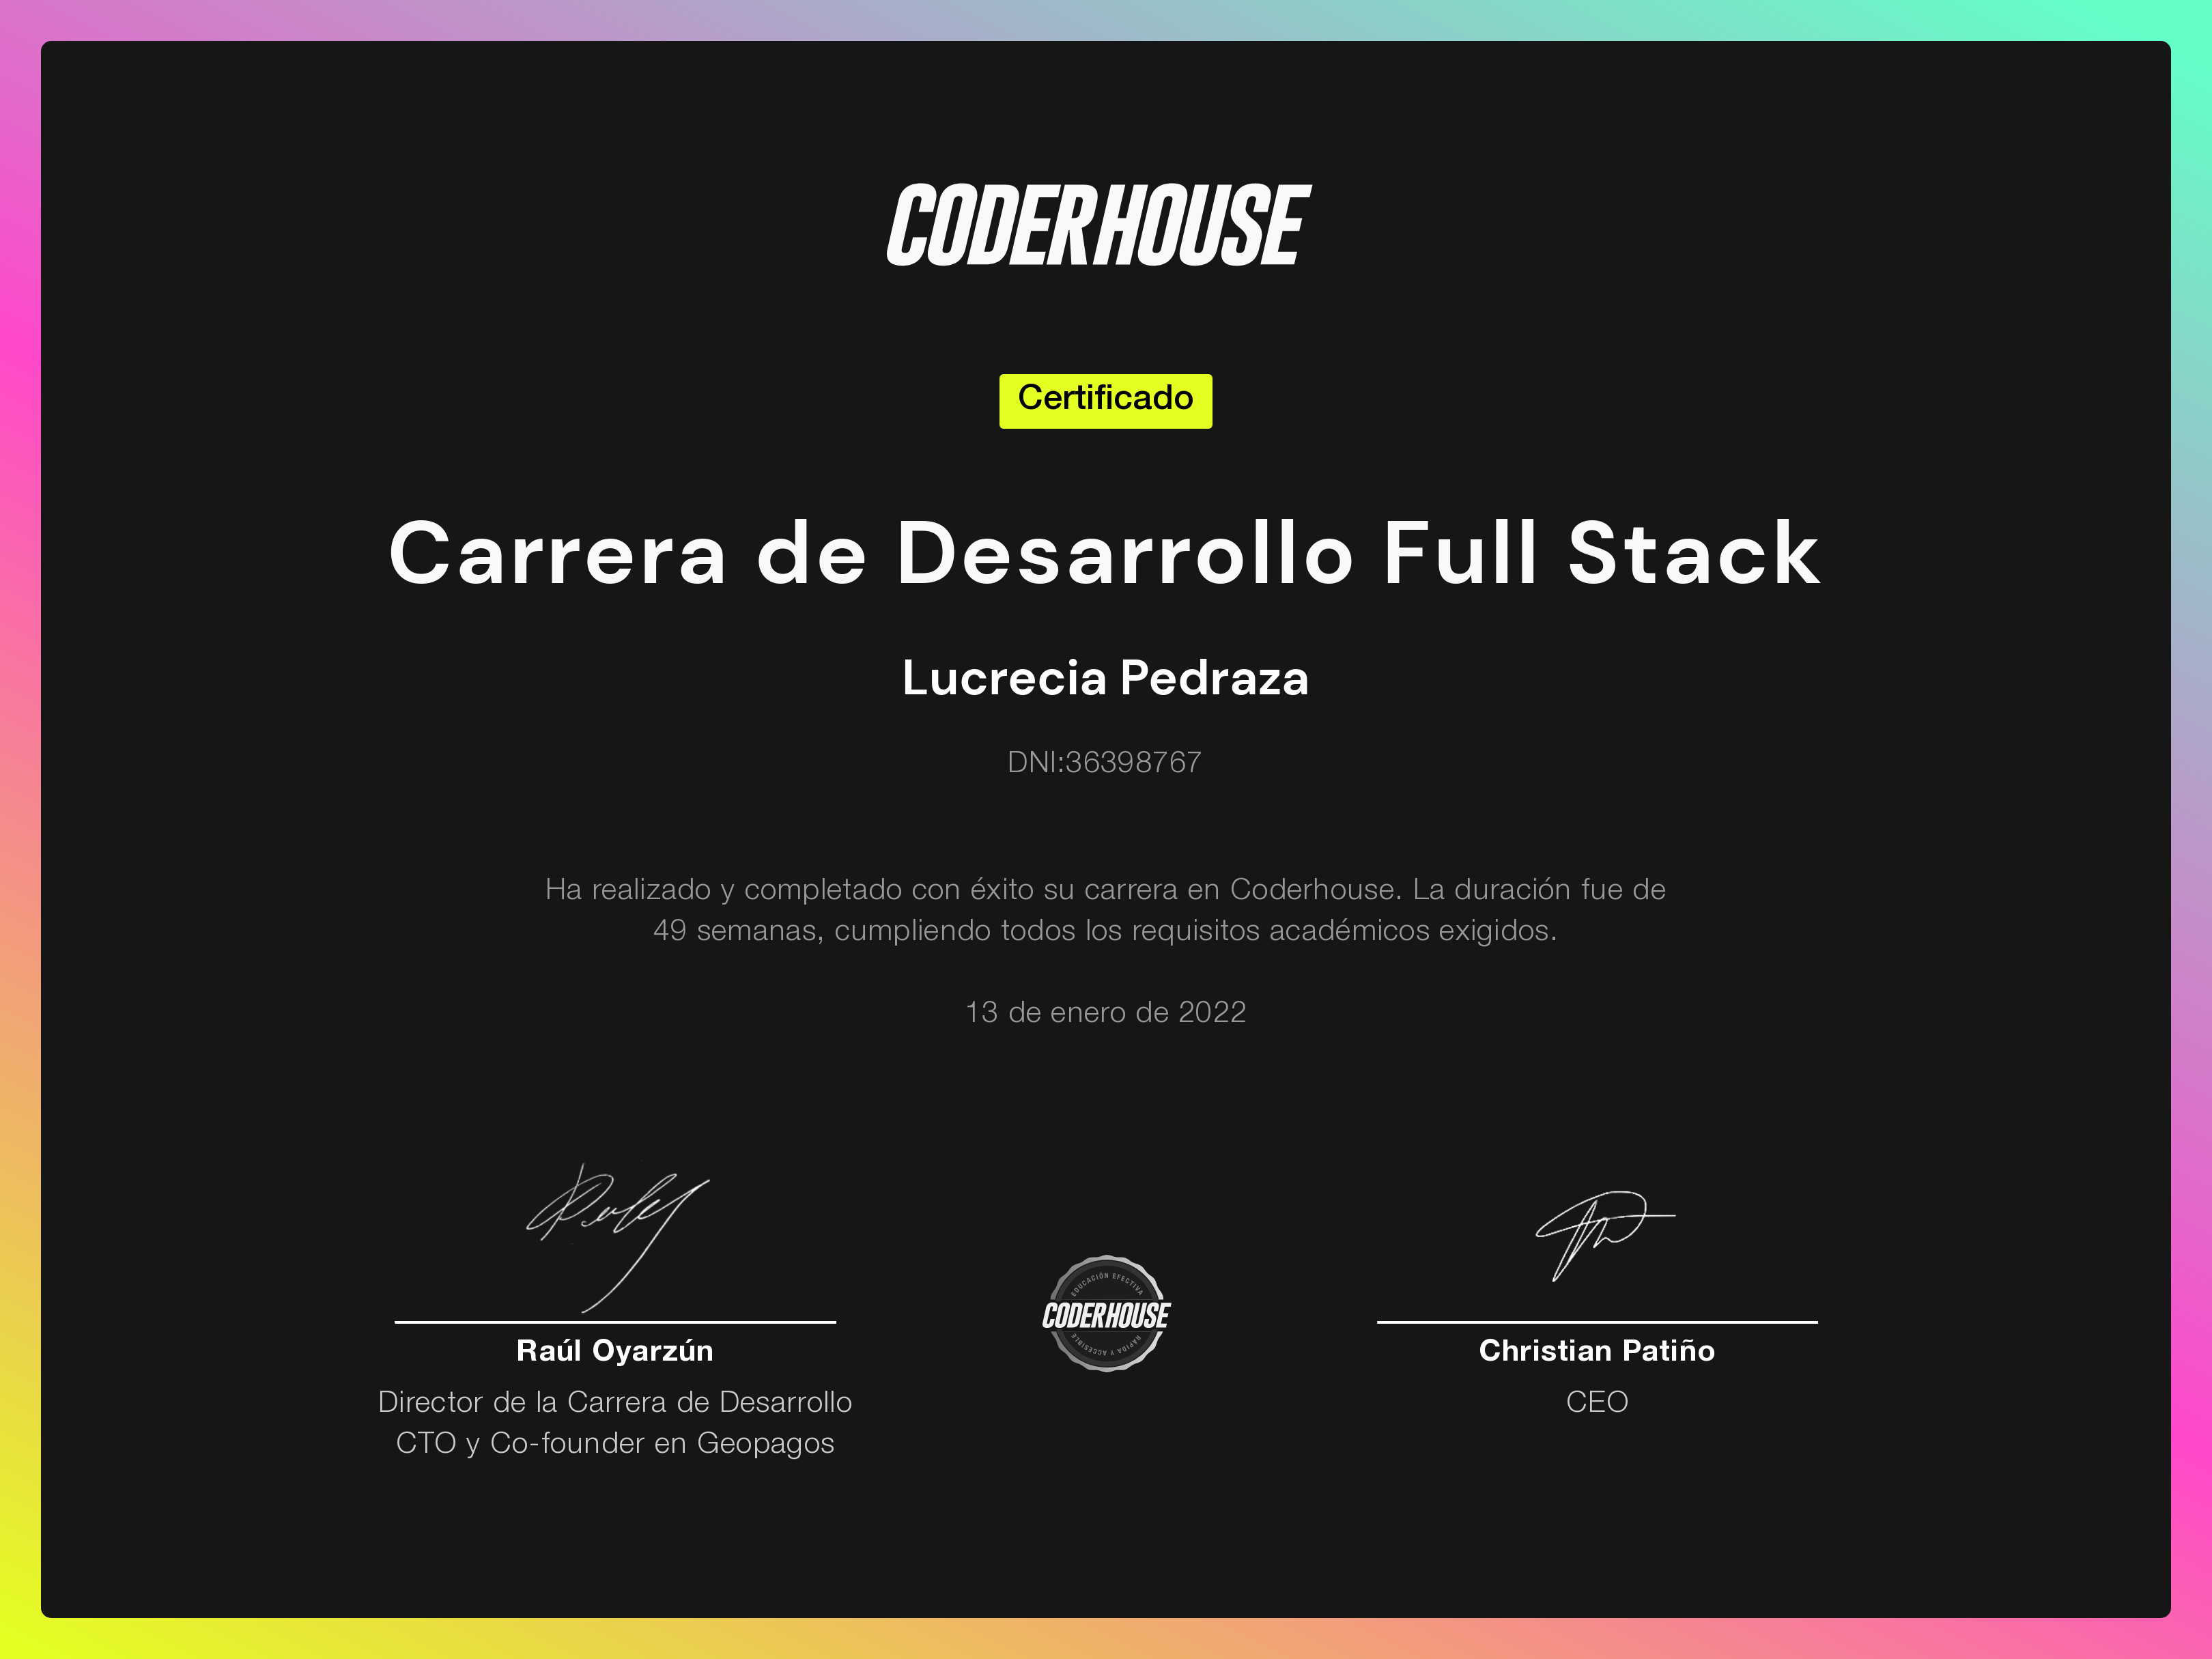 CODERHOUSE
Certificado
Carrera de Desarrollo Full Stack
Lucrecia Pedraza
DNI:36398767
Ha realizado y completado con éxito su carrera en Coderhouse. La duración fue de
49 semanas, cumpliendo todos los requisitos académicos exigidos.
13 de enero de 2022
Raúl Oyarzún
Director de la Carrera de Desarrollo
CTO y Co-founder en Geopagos
EDUCACIÓN EFECTIVA
CODERHOUSE
RÁPIDA Y ACCESIBLE
Christian Patiño
CEO